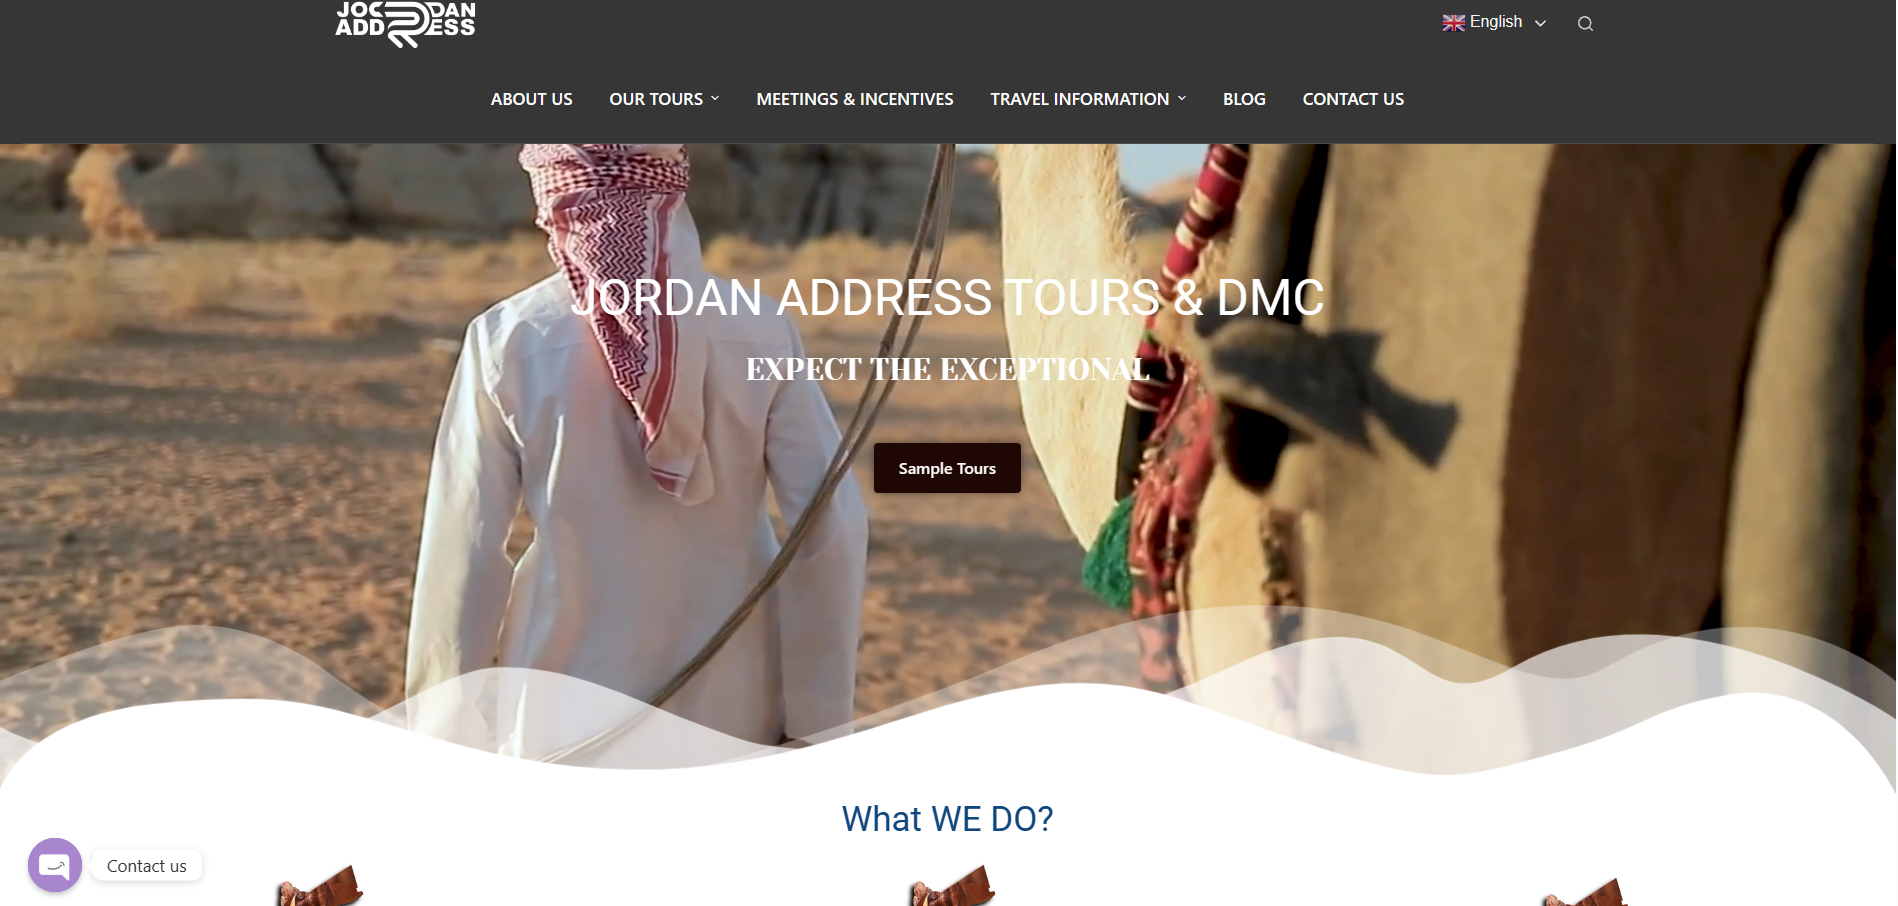 JORDAN
ADDRESS
English
ABOUT US
OUR TOURS
MEETINGS & INCENTIVES
TRAVEL INFORMATION
BLOG
CONTACT US
JORDAN ADDRESS TOURS & DMC
EXPECT THE EXCEPTIONAL
Sample Tours
What WE DO?
Contact us